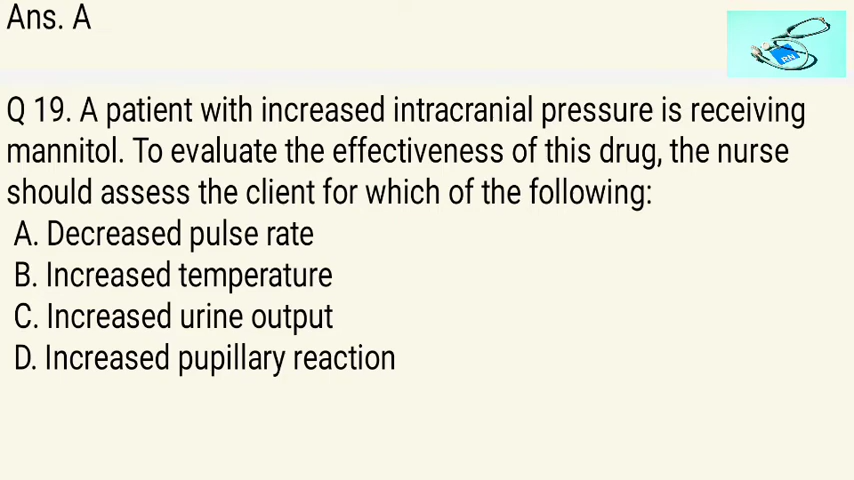 Ans. A
RN
Q 19. A patient with increased intracranial pressure is receiving
mannitol. To evaluate the effectiveness of this drug, the nurse
should assess the client for which of the following:
A. Decreased pulse rate
B. Increased temperature
C. Increased urine output
D. Increased pupillary reaction